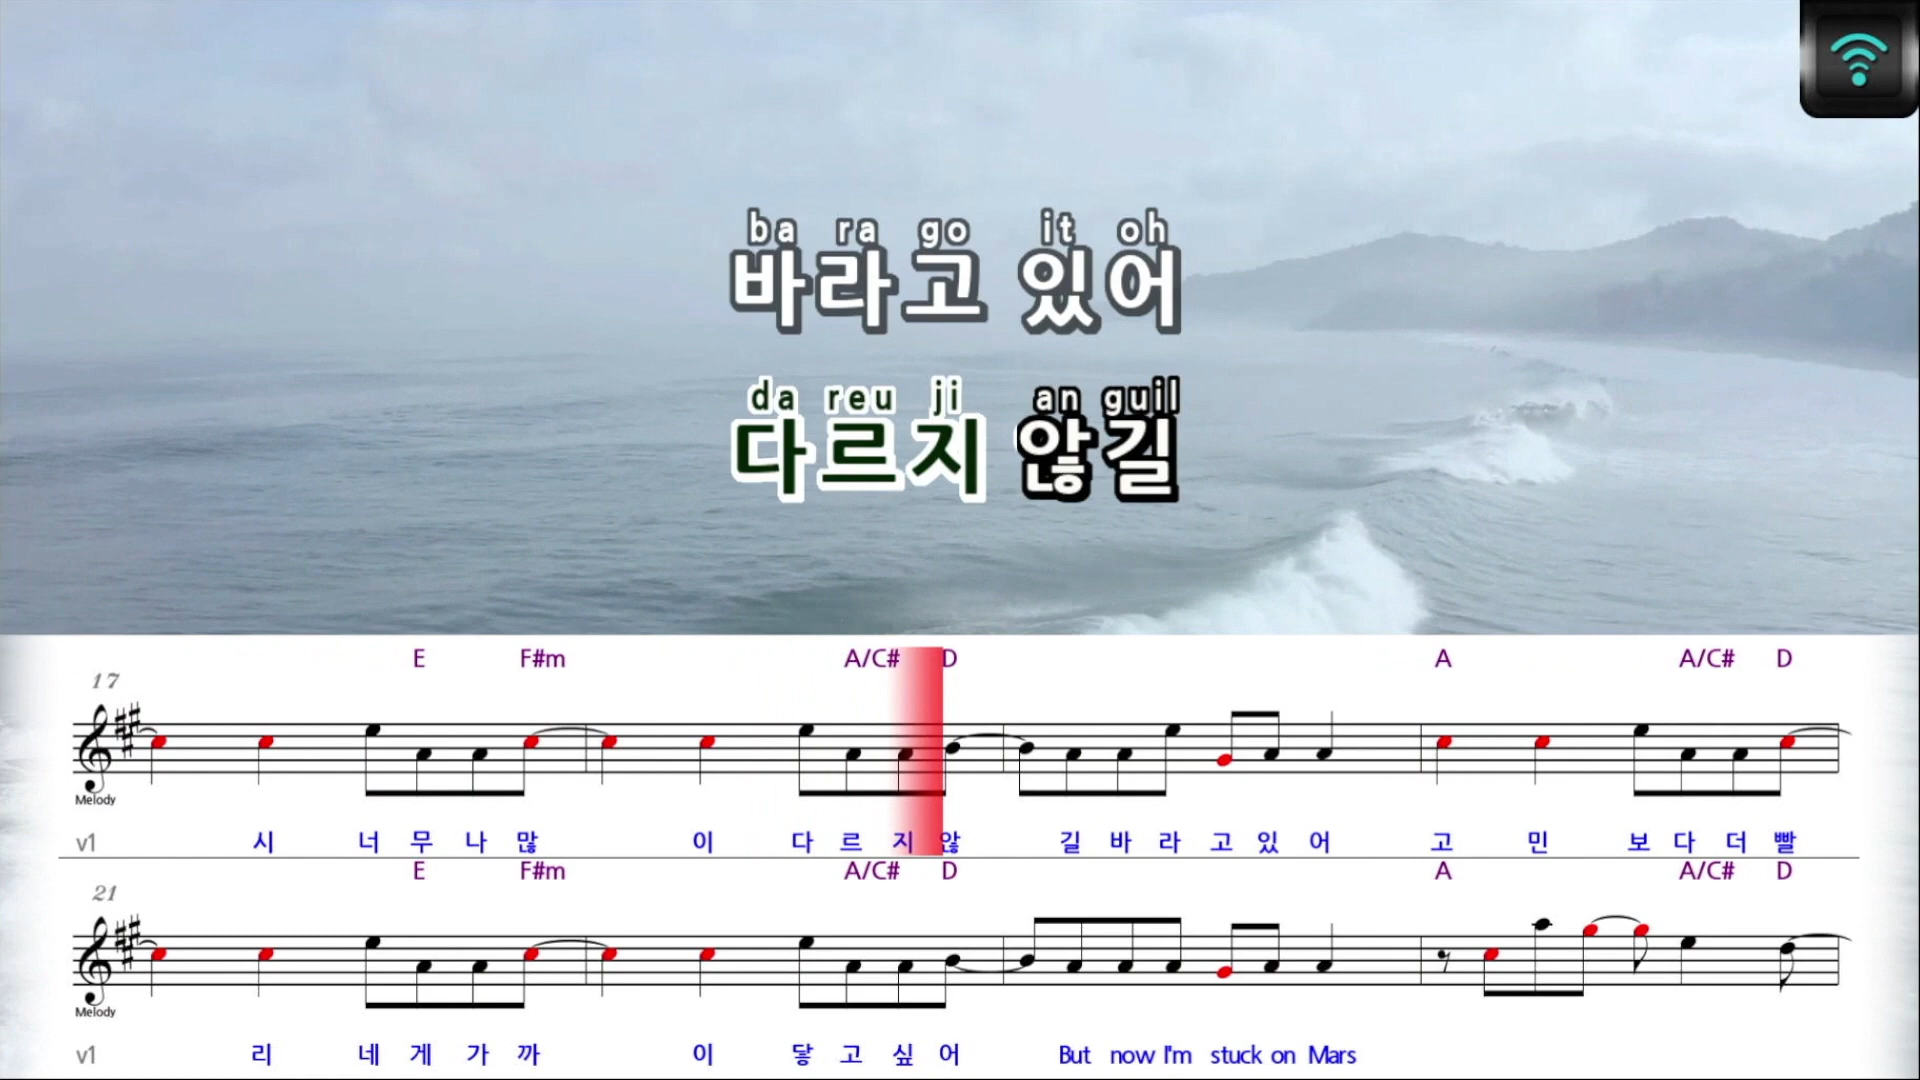 ba ra go it oh
바라고 있어
da reu ji an guil
다르지 않길
E F#m A/C# D A A/C# D
17
Melody
v1 시 너 무 나 많 이 다 르 지 않 길 바 라 고 있 어 고 민 보 다 더 빨
E F#m A/C# D A A/C# D
21
Melody
v1 리 네 게 가 까 이 닿 고 싶 어 But now I'm stuck on Mars